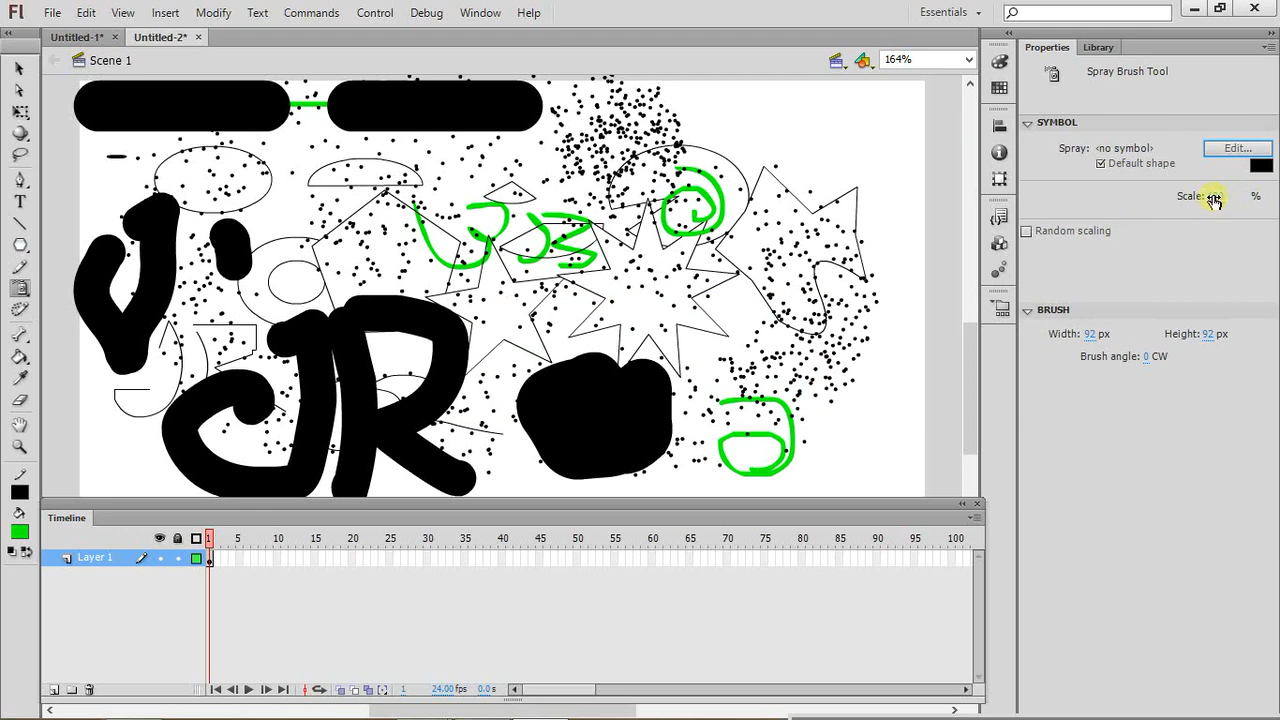 Fl File Edit View Insert Modify Text Commands Control Debug Window Help Essentials
Untitled-1* × Untitled-2* ×
Scene 1 164%
Properties Library
Spray Brush Tool
SYMBOL
Spray: <no symbol> Edit...
Default shape
Scale: %
Random scaling
BRUSH
Width: 92 px Height: 92 px
Brush angle: 0 CW
JR
Timeline
1 5 10 15 20 25 30 35 40 45 50 55 60 65 70 75 80 85 90 95 100
Layer 1
1 24.00 fps 0.0 s